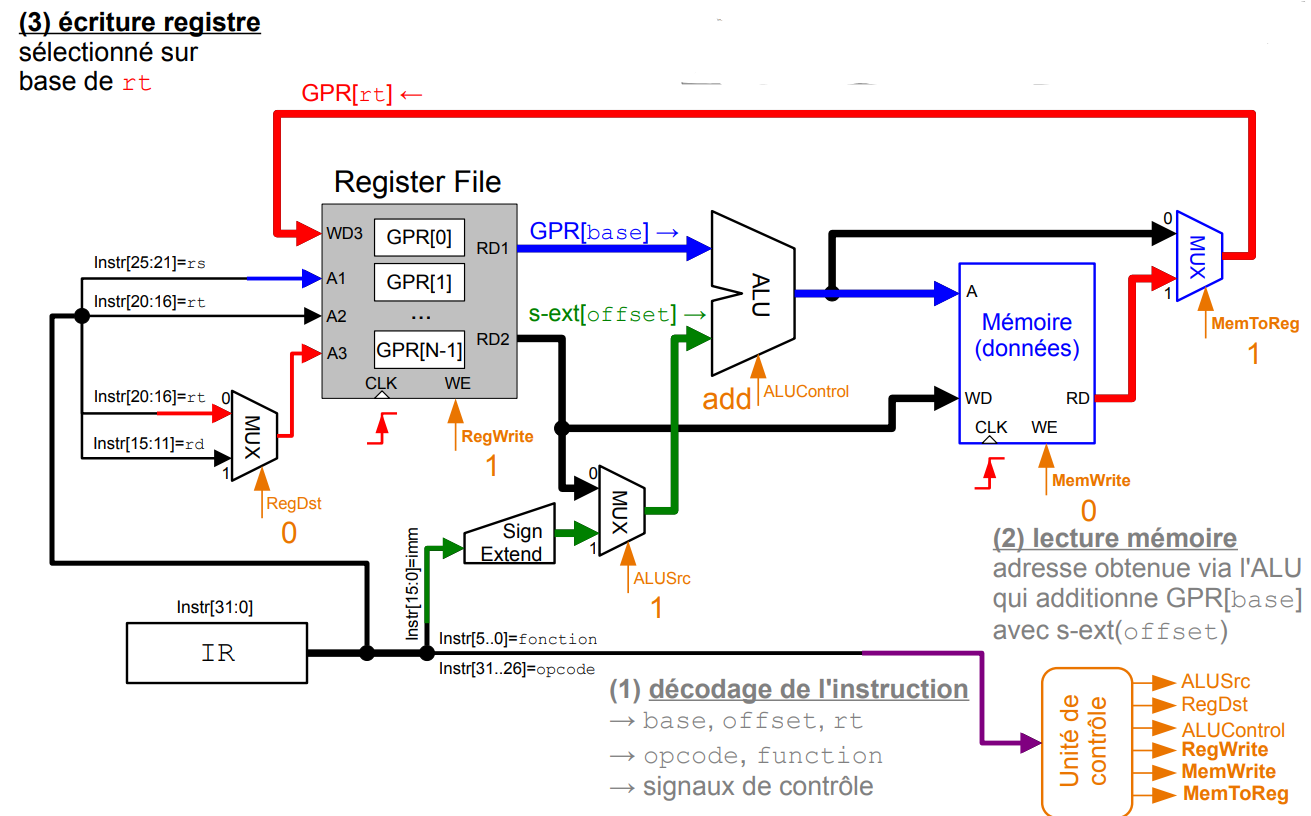 (3) écriture registre
sélectionné sur
base de rt
GPR[rt] ←
Register File
WD3
GPR[0]
RD1
GPR[base] →
Instr[25:21]=rs
A1
GPR[1]
Instr[20:16]=rt
A2
...
s-ext[offset] →
ALU
A3
GPR[N-1]
RD2
CLK
WE
RegWrite
1
Instr[20:16]=rt
0
Instr[15:11]=rd
1
MUX
RegDst
0
add
ALUControl
A
Mémoire
(données)
WD
RD
CLK
WE
MemWrite
0
0
MUX
1
MemToReg
1
0
MUX
1
ALUSrc
1
Sign
Extend
Instr[15:0]=imm
Instr[31:0]
IR
Instr[5..0]=fonction
Instr[31..26]=opcode
(2) lecture mémoire
adresse obtenue via l'ALU
qui additionne GPR[base]
avec s-ext(offset)
(1) décodage de l'instruction
→ base, offset, rt
→ opcode, function
→ signaux de contrôle
Unité de
contrôle
ALUSrc
RegDst
ALUControl
RegWrite
MemWrite
MemToReg